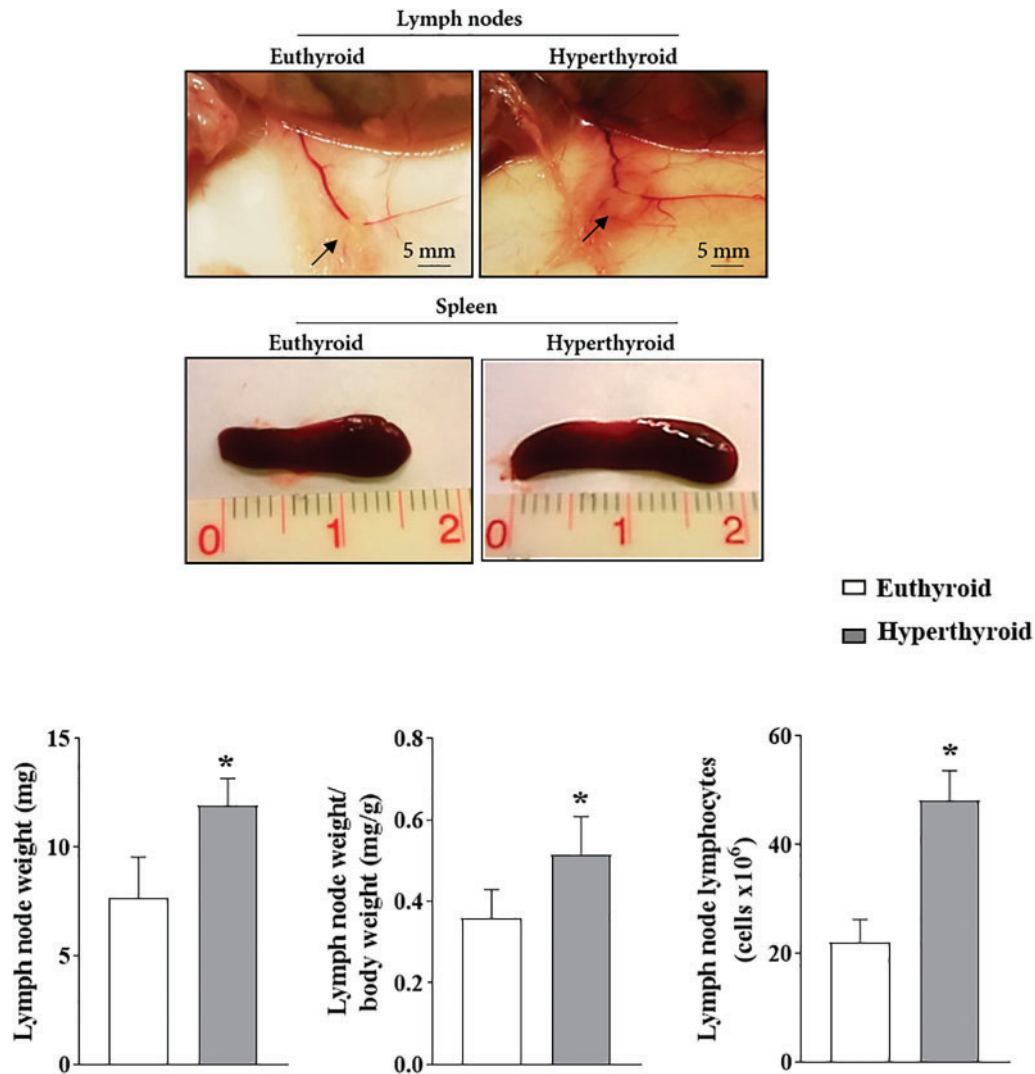 Lymph nodes
Euthyroid Hyperthyroid
5 mm 5 mm
Spleen
Euthyroid Hyperthyroid
0 1 2 0 1 2
Euthyroid
Hyperthyroid
Lymph node weight (mg)
15
10
5
0
*
Lymph node weight/
body weight (mg/g)
0.8
0.6
0.4
0.2
0.0
*
Lymph node lymphocytes
(cells x10⁶)
60
40
20
0
*